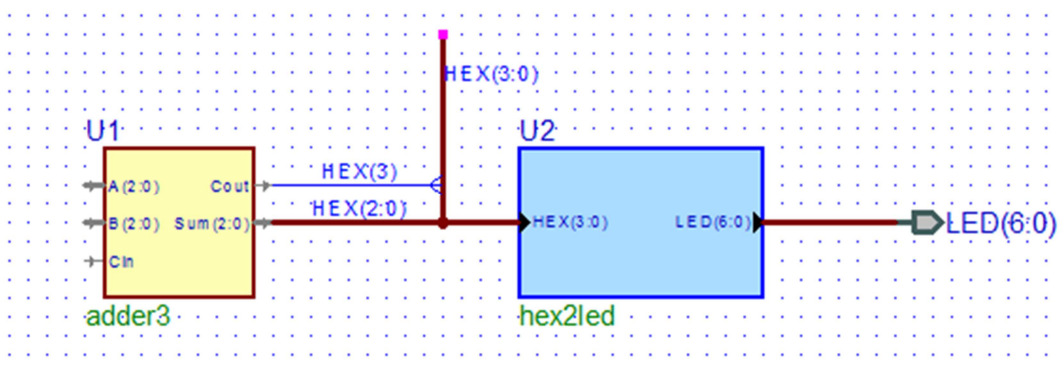 HEX(3:0)
U1
U2
A(2:0)
Cout
HEX(3)
B(2:0)
Sum(2:0)
HEX(2:0)
HEX(3:0)
LED(6:0)
LED(6:0)
CIn
adder3
hex2led